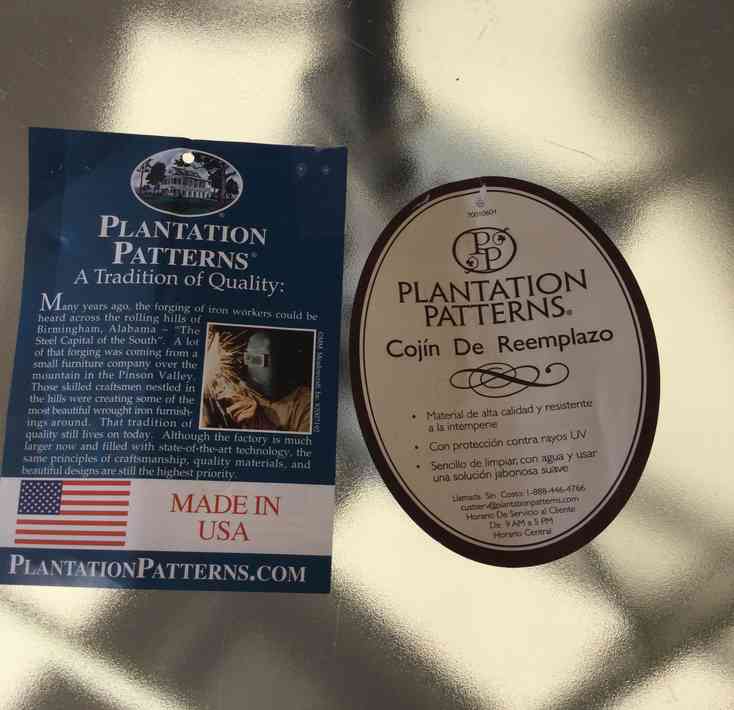 PLANTATION
PATTERNS®
A Tradition of Quality:
Many years ago, the forging of iron workers could be
heard across the rolling hills of
Birmingham, Alabama – "The
Steel Capital of the South". A lot
of that forging was coming from a
small furniture company over the
mountain in the Pinson Valley.
Those skilled craftsmen nestled in
the hills were creating some of the
most beautiful wrought iron furnish-
ings around. That tradition of
quality still lives on today. Although the factory is much
larger now and filled with state-of-the-art technology, the
same principles of craftsmanship, quality materials, and
beautiful designs are still the highest priority.
MADE IN
USA
PLANTATIONPATTERNS.COM
70010604
PP
PLANTATION
PATTERNS®
Cojín De Reemplazo
• Material de alta calidad y resistente
a la intemperie
• Con protección contra rayos UV
• Sencillo de limpiar, con agua y usar
una solución jabonosa suave
Llamada Sin Costo: 1-888-446-4766
custserv@plantationpatterns.com
Horario De Servicio al Cliente
De 9 AM a 5 PM
Horario Central